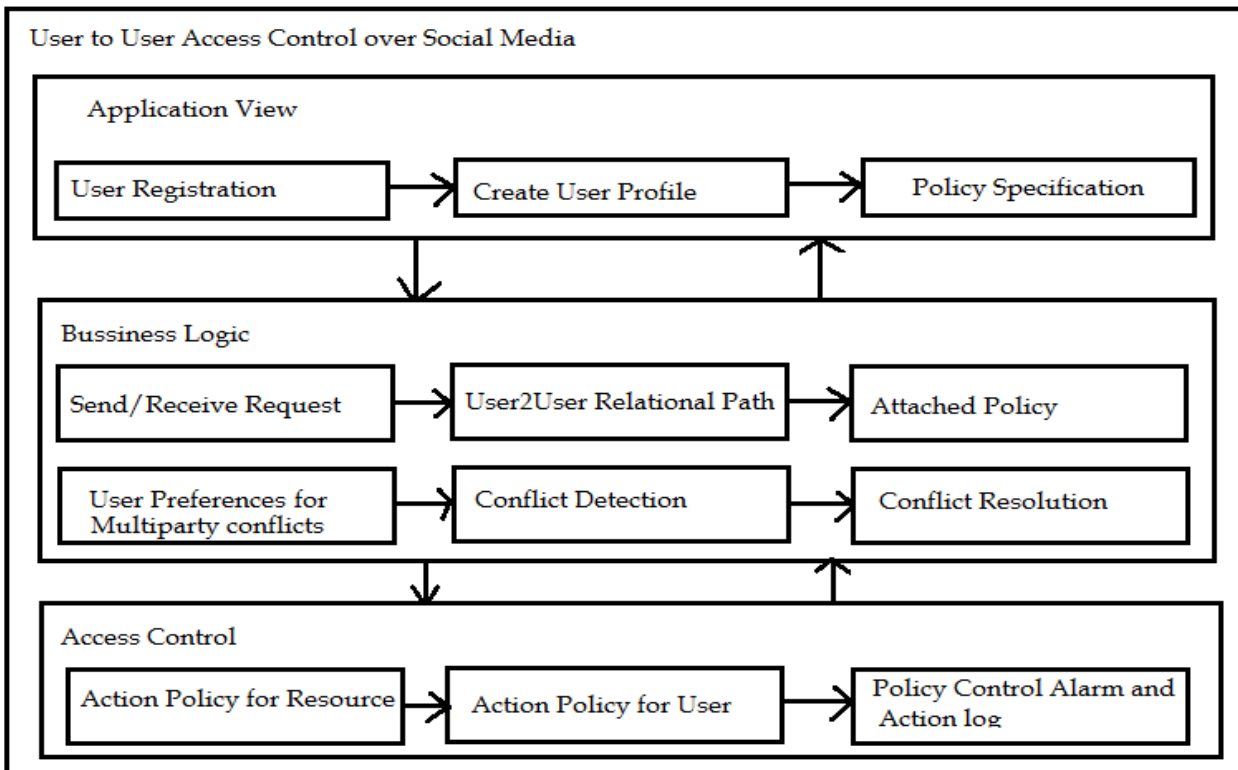 User to User Access Control over Social Media
Application View
User Registration
Create User Profile
Policy Specification
Bussiness Logic
Send/Receive Request
User2User Relational Path
Attached Policy
User Preferences for
Multiparty conflicts
Conflict Detection
Conflict Resolution
Access Control
Action Policy for Resource
Action Policy for User
Policy Control Alarm and
Action log